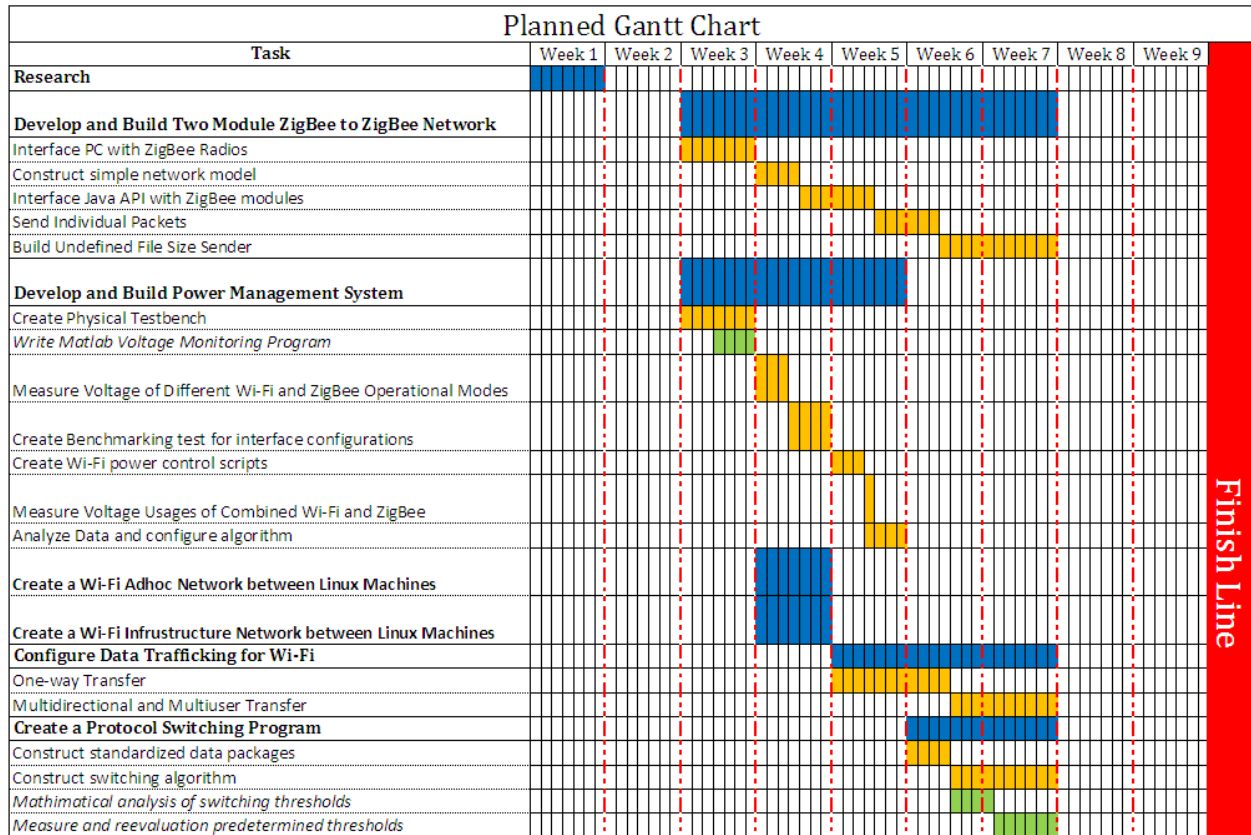 Planned Gantt Chart
Task Week 1 Week 2 Week 3 Week 4 Week 5 Week 6 Week 7 Week 8 Week 9
Research
Develop and Build Two Module ZigBee to ZigBee Network
Interface PC with ZigBee Radios
Construct simple network model
Interface Java API with ZigBee modules
Send Individual Packets
Build Undefined File Size Sender
Develop and Build Power Management System
Create Physical Testbench
Write Matlab Voltage Monitoring Program
Measure Voltage of Different Wi-Fi and ZigBee Operational Modes
Create Benchmarking test for interface configurations
Create Wi-Fi power control scripts
Measure Voltage Usages of Combined Wi-Fi and ZigBee
Analyze Data and configure algorithm
Create a Wi-Fi Adhoc Network between Linux Machines
Create a Wi-Fi Infrustructure Network between Linux Machines
Configure Data Trafficking for Wi-Fi
One-way Transfer
Multidirectional and Multiuser Transfer
Create a Protocol Switching Program
Construct standardized data packages
Construct switching algorithm
Mathimatical analysis of switching thresholds
Measure and reevaluation predetermined thresholds
Finish Line